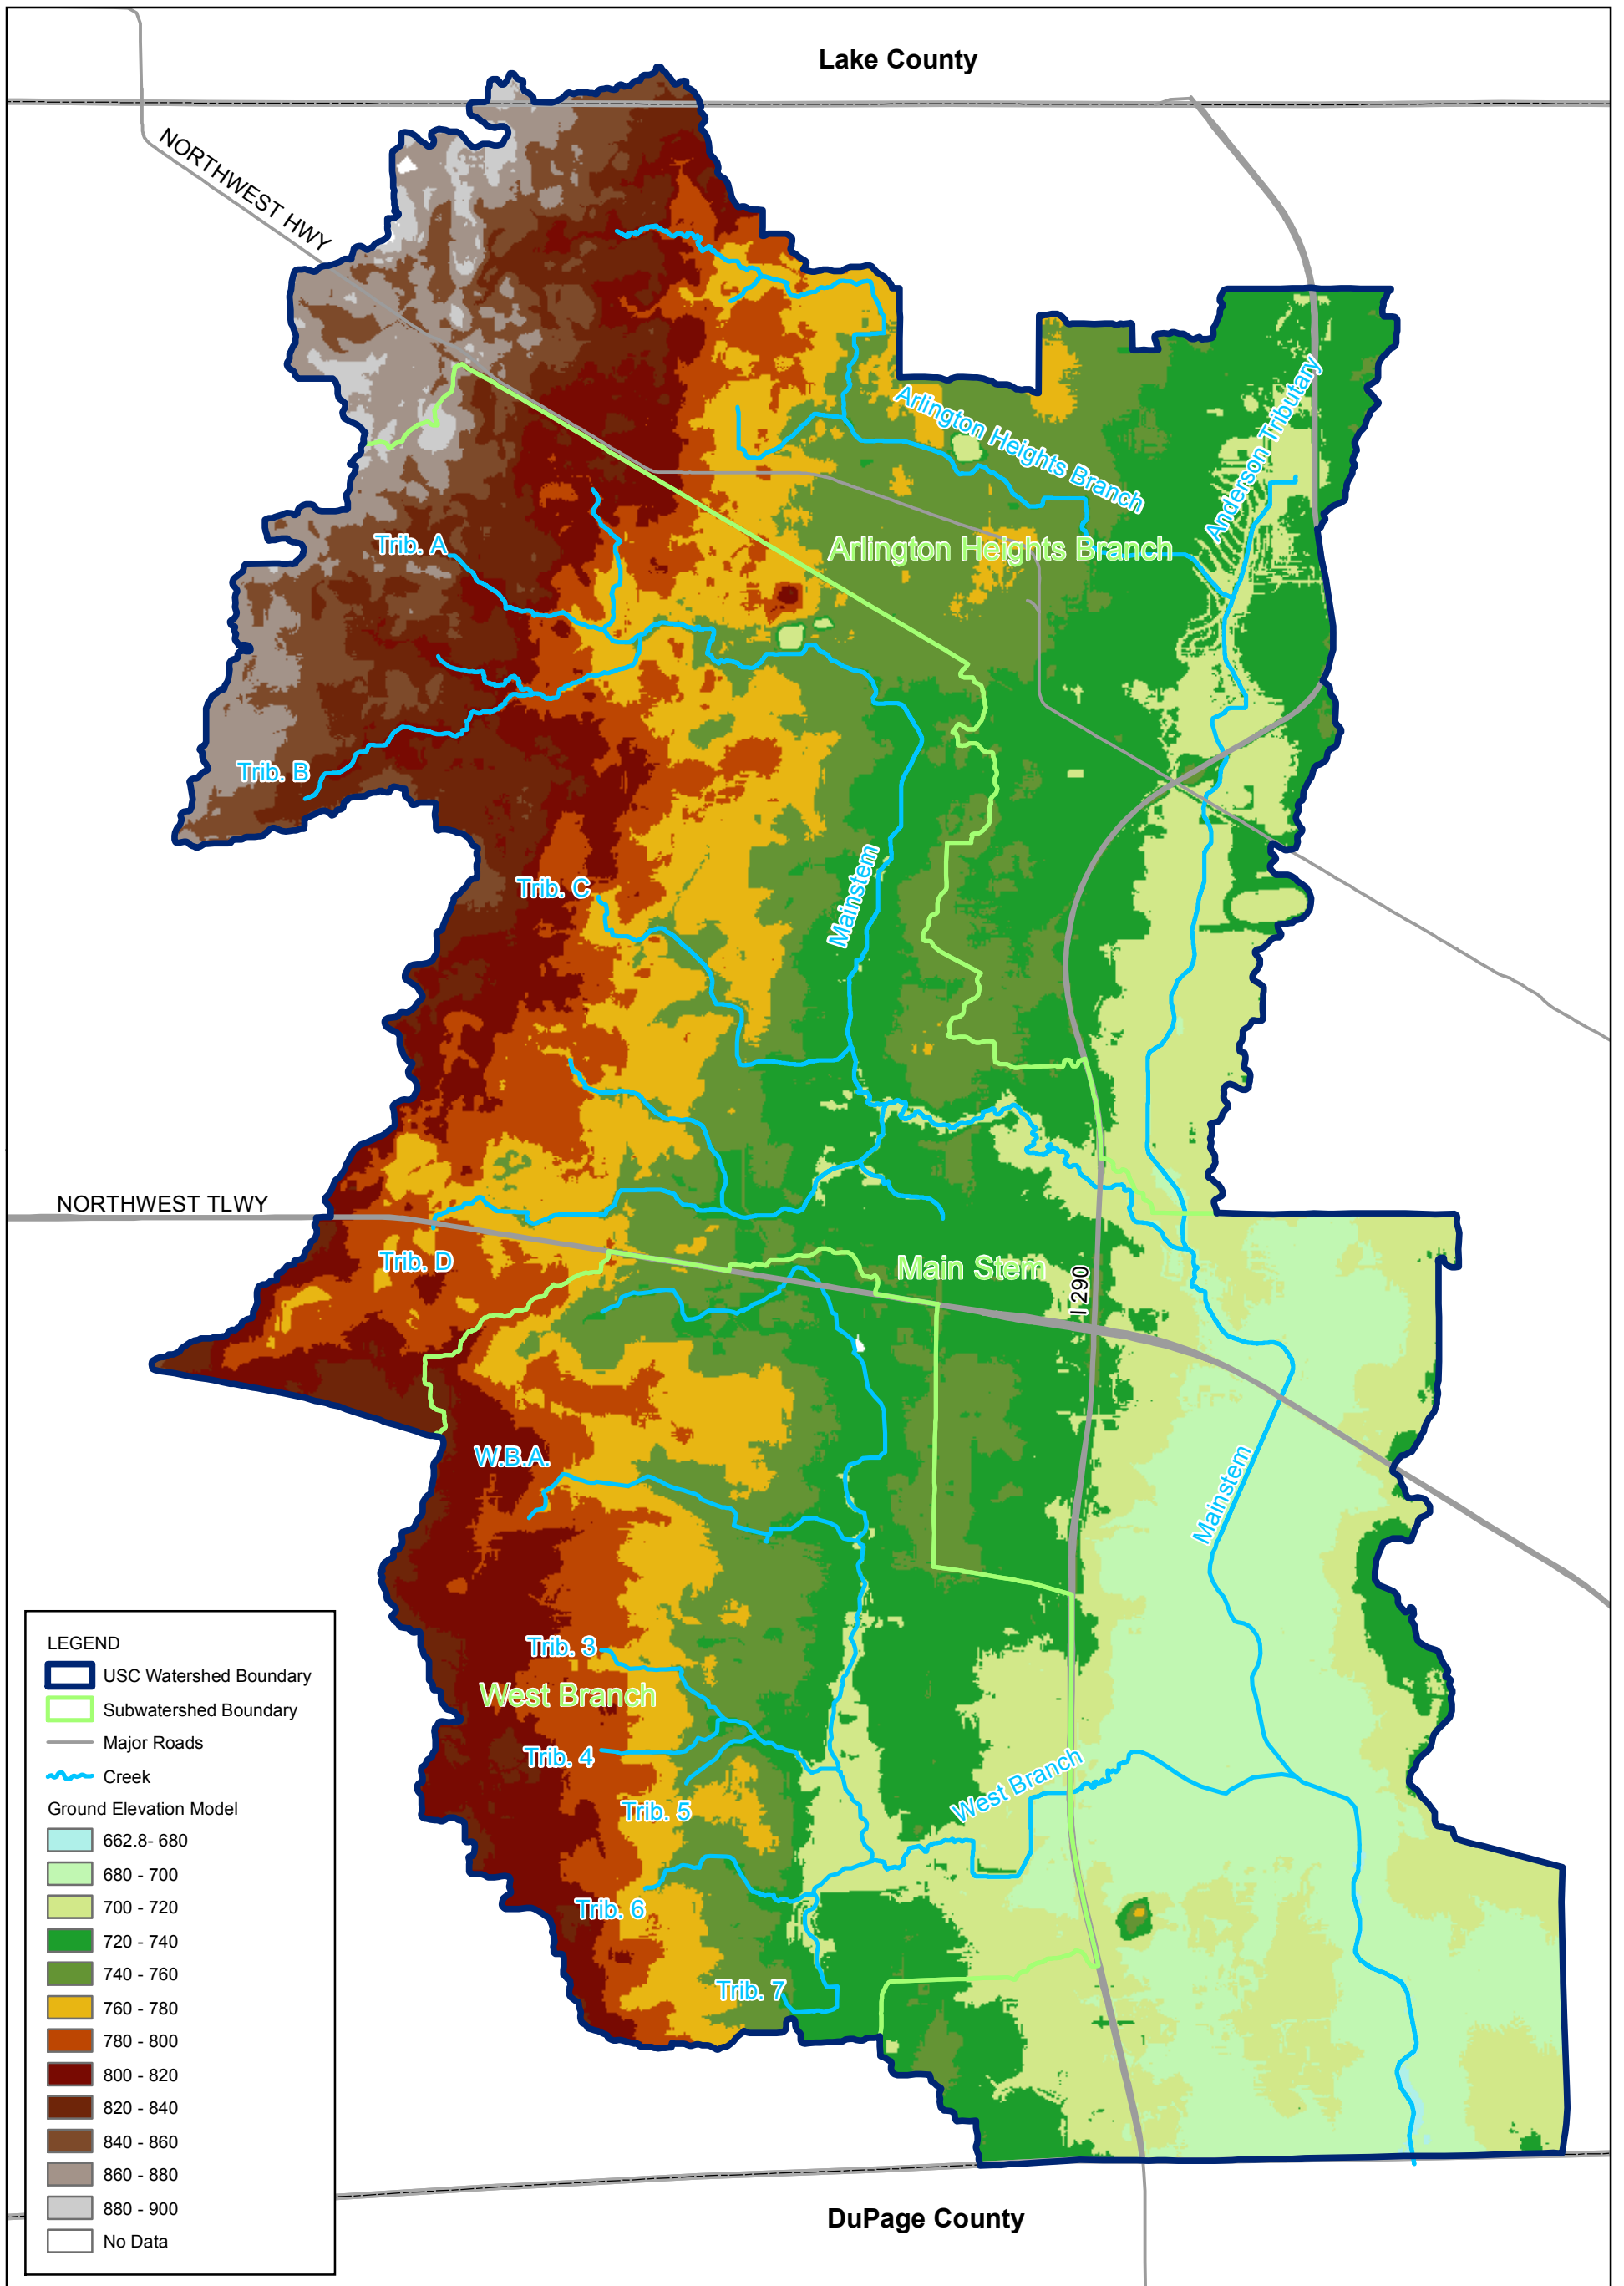 Lake County
NORTHWEST HWY
Arlington Heights Branch
Anderson Tributary
Trib. A
Arlington Heights Branch
Trib. B
Trib. C
Mainstem
NORTHWEST TLWY
Trib. D
Main Stem
I 290
W.B.A.
Mainstem
Trib. 3
West Branch
Trib. 4
West Branch
Trib. 5
Trib. 6
Trib. 7
LEGEND
USC Watershed Boundary
Subwatershed Boundary
Major Roads
Creek
Ground Elevation Model
662.8- 680
680 - 700
700 - 720
720 - 740
740 - 760
760 - 780
780 - 800
800 - 820
820 - 840
840 - 860
860 - 880
880 - 900
No Data
DuPage County